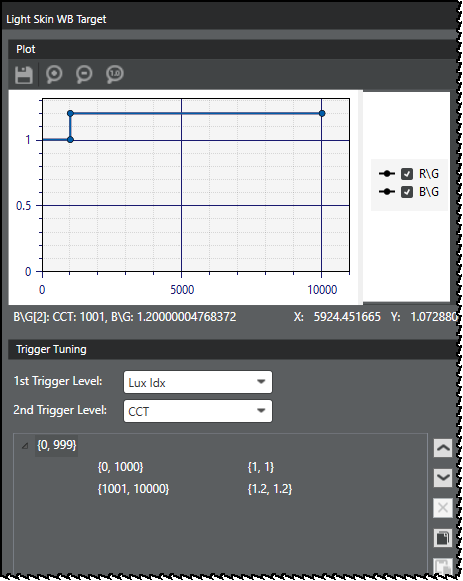 Light Skin WB Target
Plot
1.0
1
0.5
0
0 5000 10000
R\G
B\G
B\G[2]: CCT: 1001, B\G: 1.20000004768372 X: 5924.451665 Y: 1.072880
Trigger Tuning
1st Trigger Level: Lux Idx
2nd Trigger Level: CCT
{0, 999}
{0, 1000} {1, 1}
{1001, 10000} {1.2, 1.2}